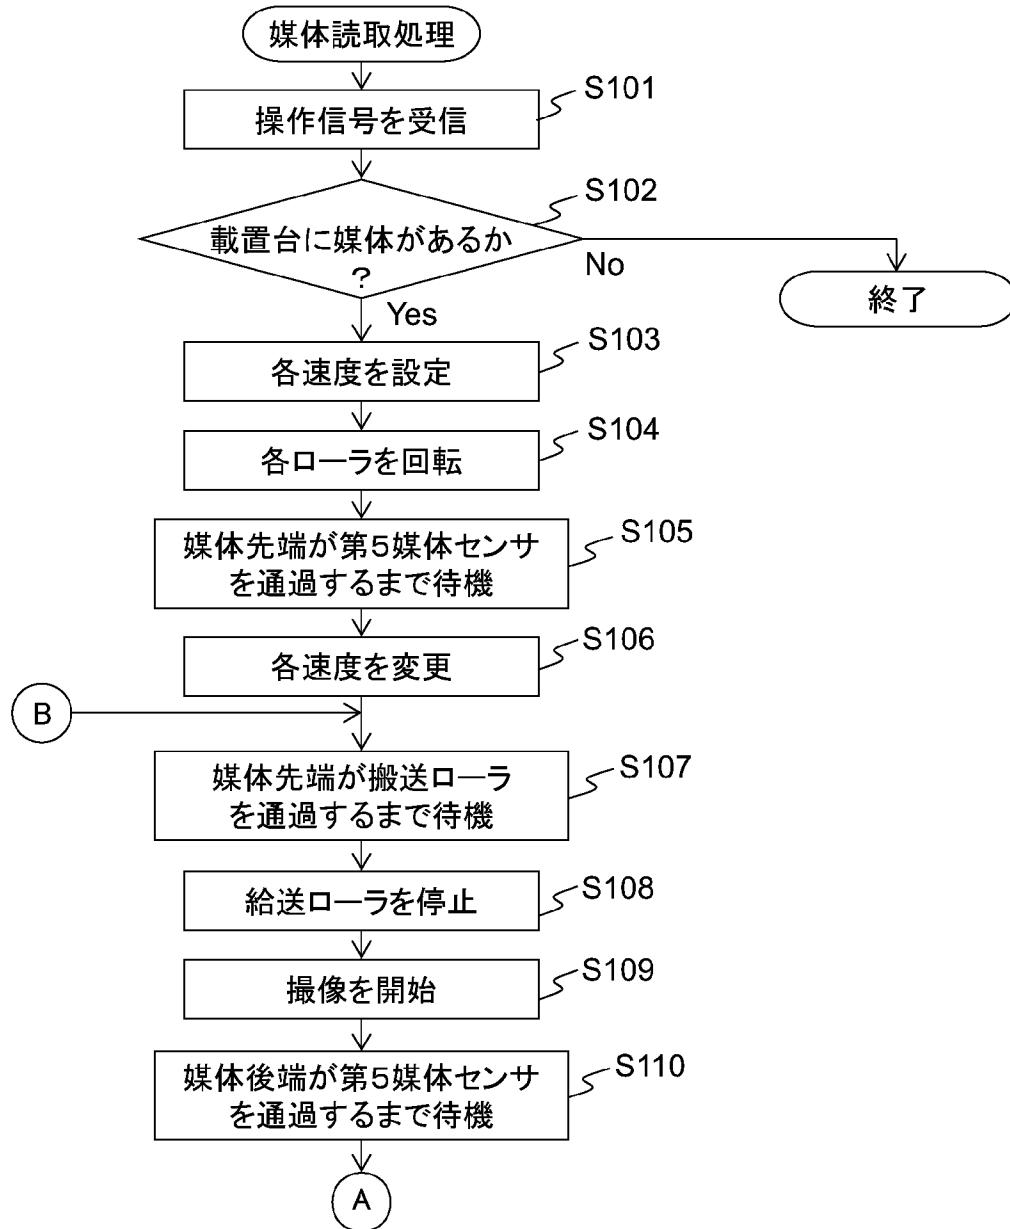 媒体読取処理
S101
操作信号を受信
S102
載置台に媒体があるか
?
No
終了
Yes
S103
各速度を設定
S104
各ローラを回転
S105
媒体先端が第5媒体センサ
を通過するまで待機
S106
各速度を変更
B
S107
媒体先端が搬送ローラ
を通過するまで待機
S108
給送ローラを停止
S109
撮像を開始
S110
媒体後端が第5媒体センサ
を通過するまで待機
A